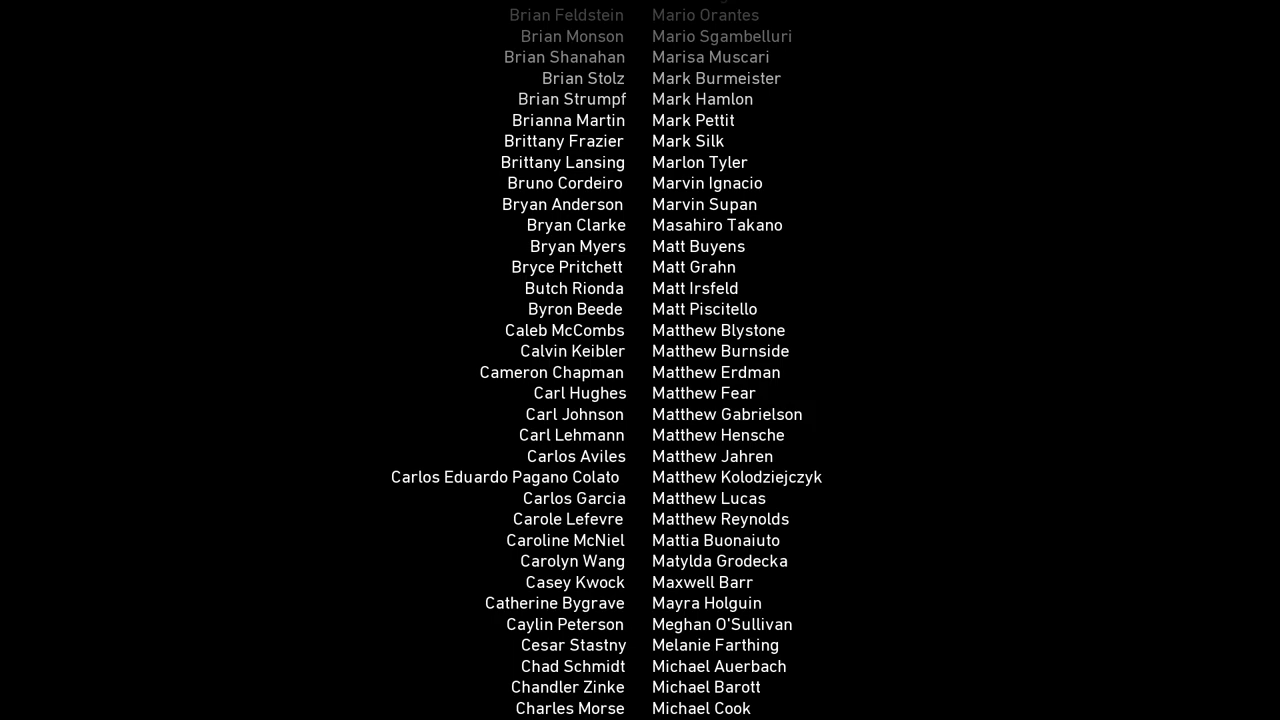 Brian Feldstein Mario Orantes
Brian Monson Mario Sgambelluri
Brian Shanahan Marisa Muscari
Brian Stolz Mark Burmeister
Brian Strumpf Mark Hamlon
Brianna Martin Mark Pettit
Brittany Frazier Mark Silk
Brittany Lansing Marlon Tyler
Bruno Cordeiro Marvin Ignacio
Bryan Anderson Marvin Supan
Bryan Clarke Masahiro Takano
Bryan Myers Matt Buyens
Bryce Pritchett Matt Grahn
Butch Rionda Matt Irsfeld
Byron Beede Matt Piscitello
Caleb McCombs Matthew Blystone
Calvin Keibler Matthew Burnside
Cameron Chapman Matthew Erdman
Carl Hughes Matthew Fear
Carl Johnson Matthew Gabrielson
Carl Lehmann Matthew Hensche
Carlos Aviles Matthew Jahren
Carlos Eduardo Pagano Colato Matthew Kolodziejczyk
Carlos Garcia Matthew Lucas
Carole Lefevre Matthew Reynolds
Caroline McNiel Mattia Buonaiuto
Carolyn Wang Matylda Grodecka
Casey Kwock Maxwell Barr
Catherine Bygrave Mayra Holguin
Caylin Peterson Meghan O'Sullivan
Cesar Stastny Melanie Farthing
Chad Schmidt Michael Auerbach
Chandler Zinke Michael Barott
Charles Morse Michael Cook